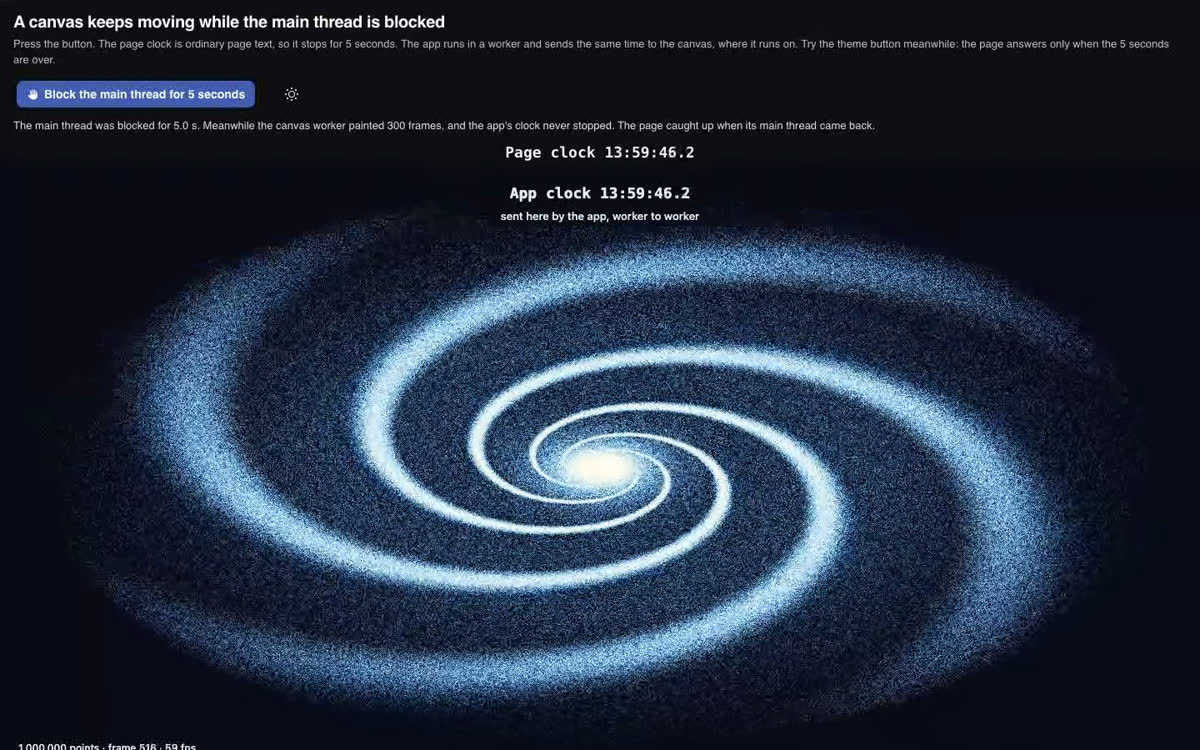 A canvas keeps moving while the main thread is blocked
Press the button. The page clock is ordinary page text, so it stops for 5 seconds. The app runs in a worker and sends the same time to the canvas, where it runs on. Try the theme button meanwhile: the page answers only when the 5 seconds
are over.
Block the main thread for 5 seconds
The main thread was blocked for 5.0 s. Meanwhile the canvas worker painted 300 frames, and the app's clock never stopped. The page caught up when its main thread came back.
Page clock 13:59:46.2
App clock 13:59:46.2
sent here by the app, worker to worker
1 000 000 points · frame 516 · 59 fps